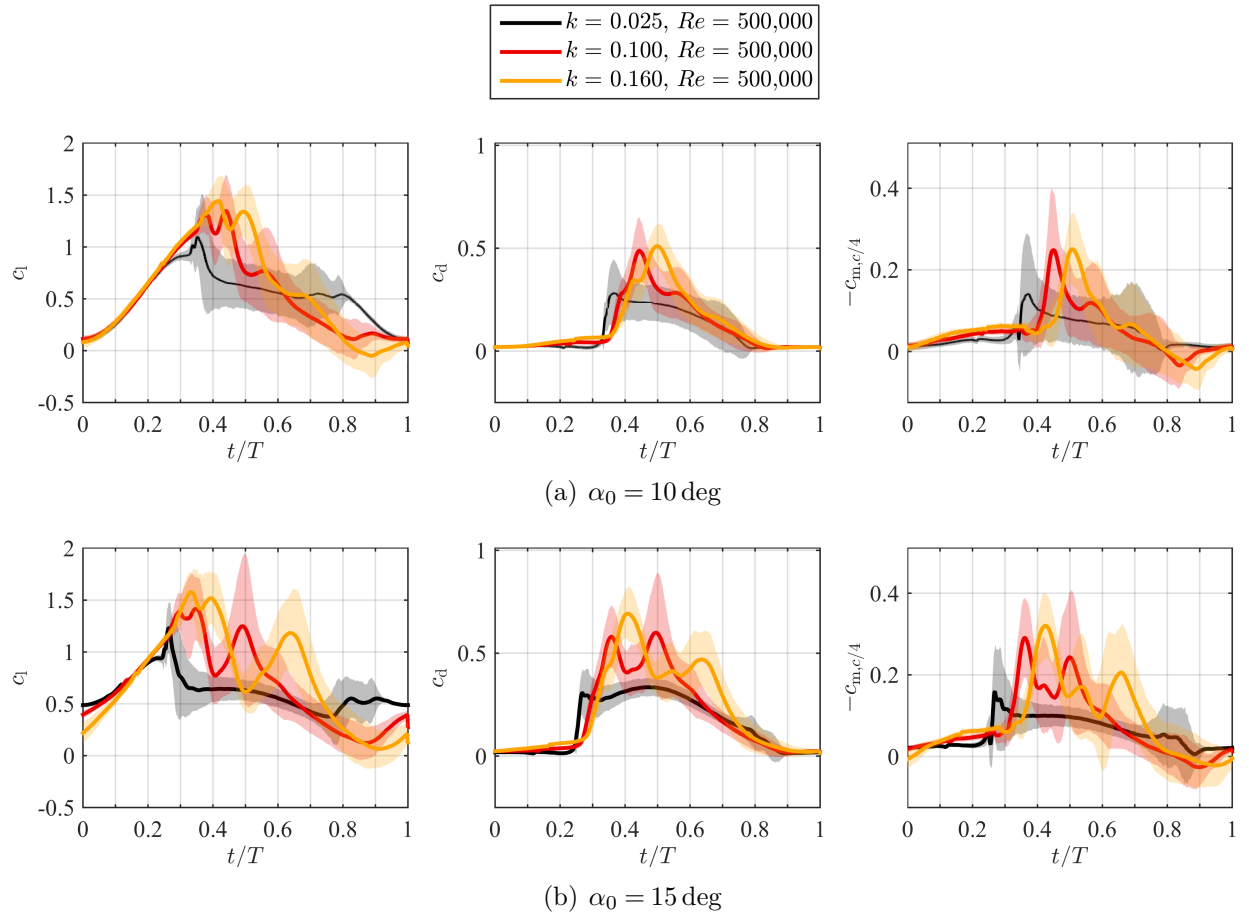 k = 0.025, Re = 500,000
k = 0.100, Re = 500,000
k = 0.160, Re = 500,000
2
1.5
1
0.5
0
-0.5
0 0.2 0.4 0.6 0.8 1
c_l
t/T
1
0.5
0
0 0.2 0.4 0.6 0.8 1
c_d
t/T
0.4
0.2
0
0 0.2 0.4 0.6 0.8 1
−c_{m,c/4}
t/T
(a) α_0 = 10 deg
2
1.5
1
0.5
0
-0.5
0 0.2 0.4 0.6 0.8 1
c_l
t/T
1
0.5
0
0 0.2 0.4 0.6 0.8 1
c_d
t/T
0.4
0.2
0
0 0.2 0.4 0.6 0.8 1
−c_{m,c/4}
t/T
(b) α_0 = 15 deg